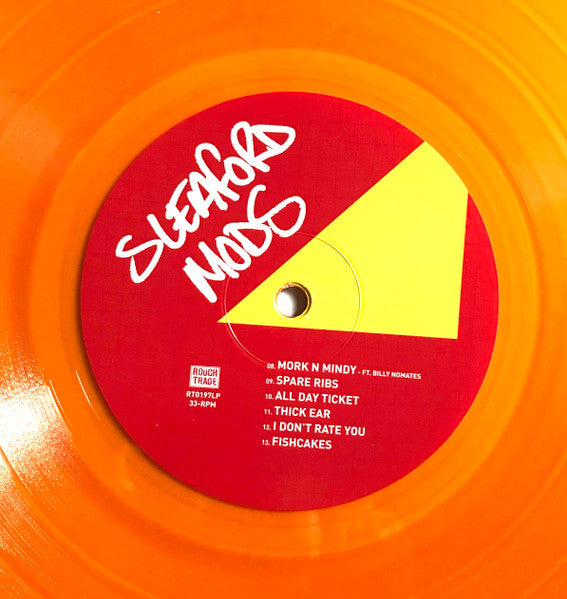 SLEAFORD
MODS
08. MORK N MINDY - FT. BILLY NOMATES
09. SPARE RIBS
10. ALL DAY TICKET
11. THICK EAR
12. I DON'T RATE YOU
13. FISHCAKES
ROUGH
TRADE
RT0197LP
33-RPM